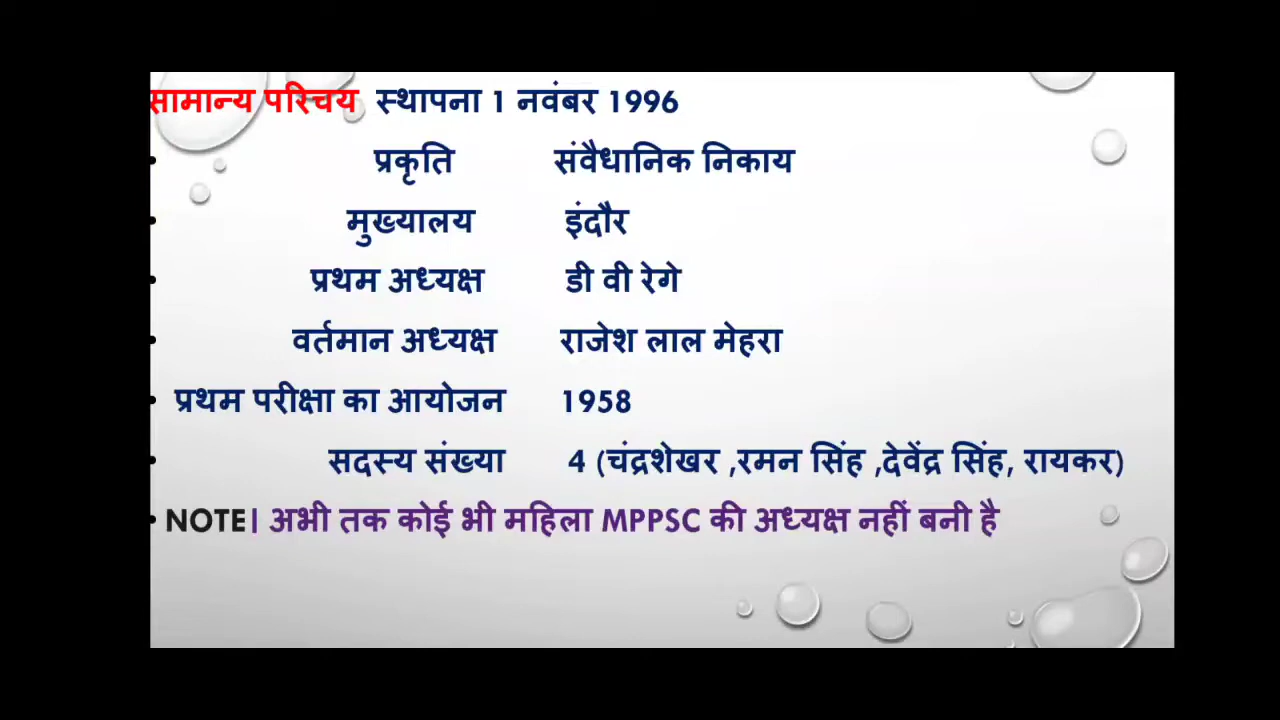 सामान्य परिचय स्थापना 1 नवंबर 1996
• प्रकृति संवैधानिक निकाय
• मुख्यालय इंदौर
• प्रथम अध्यक्ष डी वी रेगे
• वर्तमान अध्यक्ष राजेश लाल मेहरा
• प्रथम परीक्षा का आयोजन 1958
• सदस्य संख्या 4 (चंद्रशेखर ,रमन सिंह ,देवेंद्र सिंह, रायकर)
• NOTE। अभी तक कोई भी महिला MPPSC की अध्यक्ष नहीं बनी है